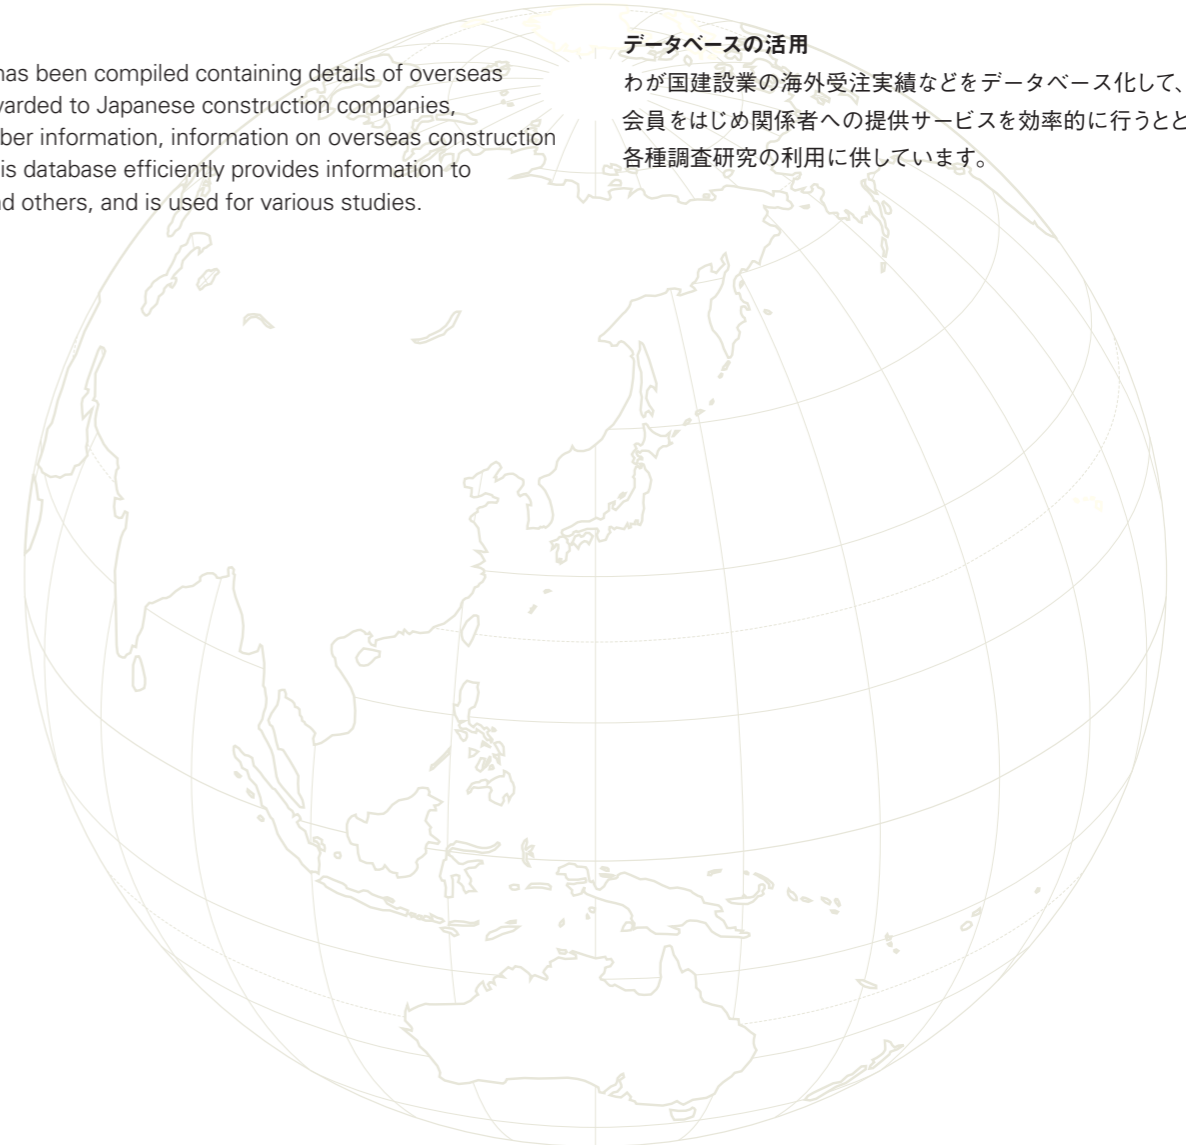 has been compiled containing details of overseas
warded to Japanese construction companies,
ber information, information on overseas construction
is database efficiently provides information to
nd others, and is used for various studies.
データベースの活用
わが国建設業の海外受注実績などをデータベース化して、
会員をはじめ関係者への提供サービスを効率的に行うとと
各種調査研究の利用に供しています。